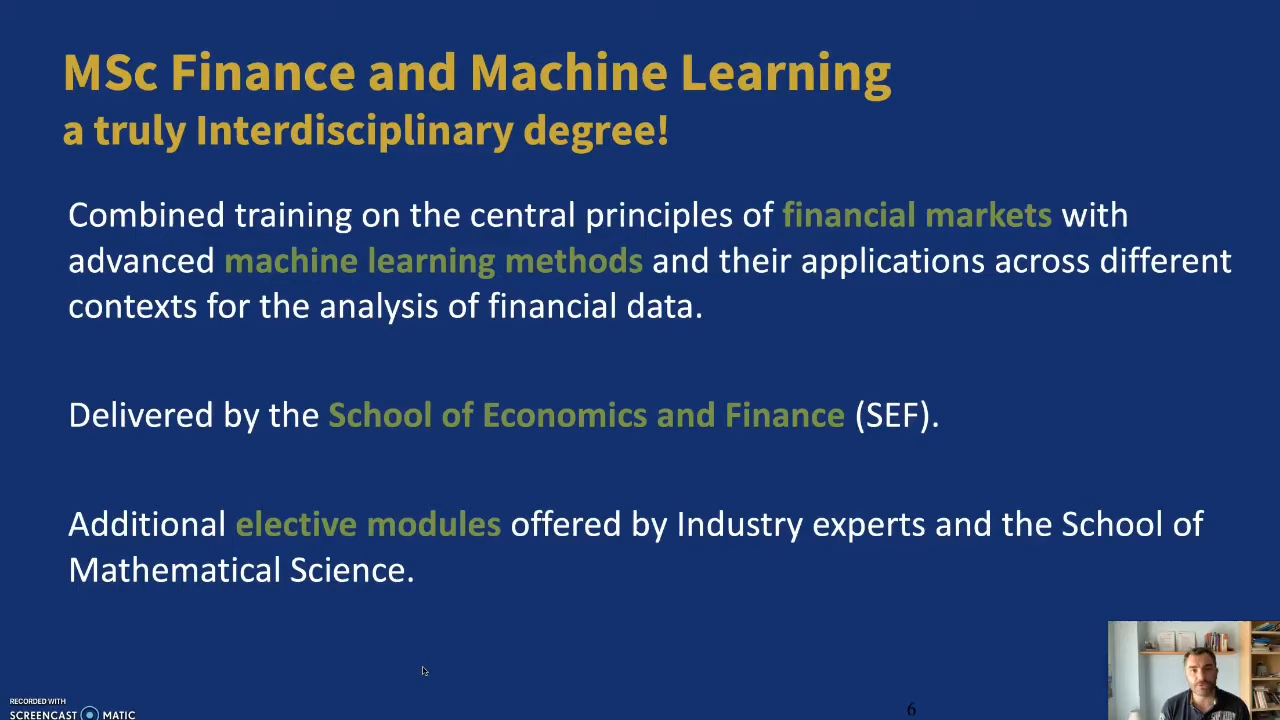 MSc Finance and Machine Learning
a truly Interdisciplinary degree!
Combined training on the central principles of financial markets with
advanced machine learning methods and their applications across different
contexts for the analysis of financial data.
Delivered by the School of Economics and Finance (SEF).
Additional elective modules offered by Industry experts and the School of
Mathematical Science.
RECORDED WITH
SCREENCAST MATIC
6